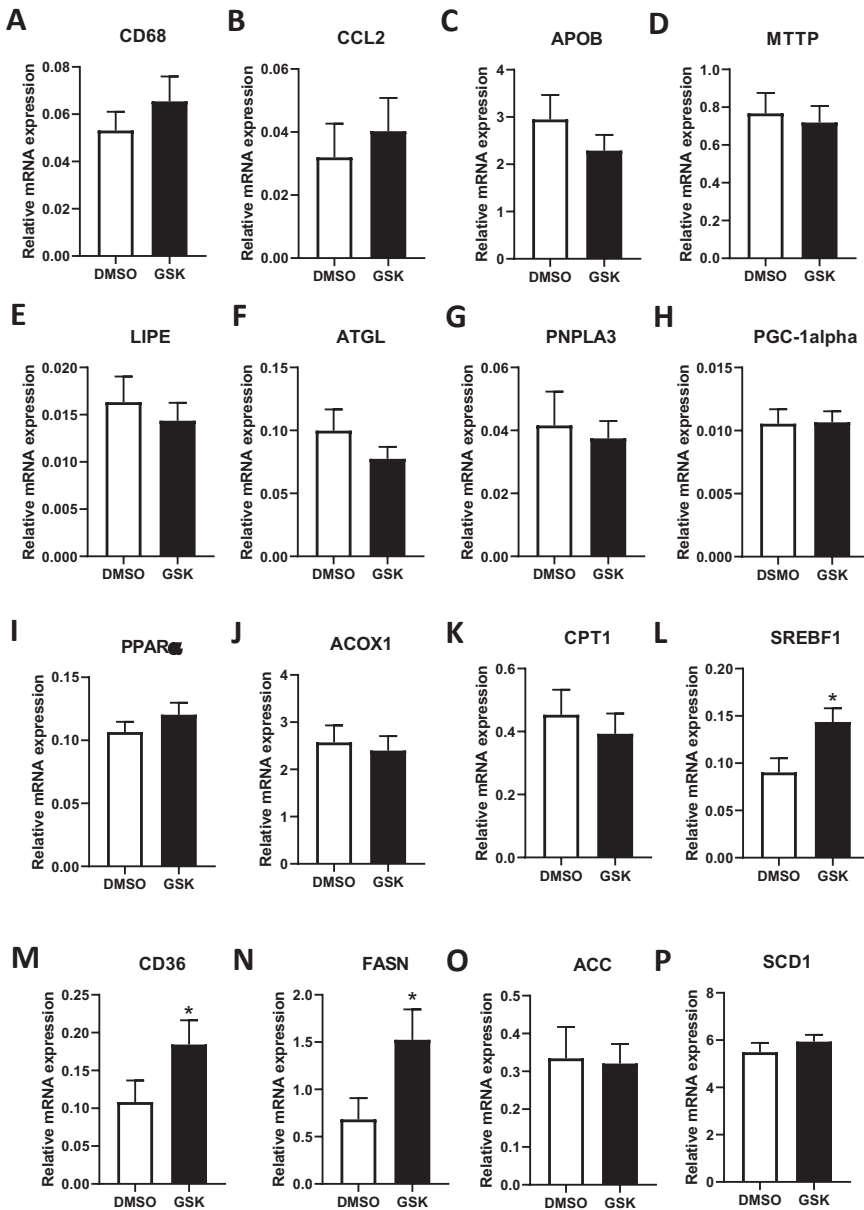 A
CD68
Relative mRNA expression
0.08
0.06
0.04
0.02
0.00
DMSO GSK
B
CCL2
Relative mRNA expression
0.06
0.04
0.02
0.00
DMSO GSK
C
APOB
Relative mRNA expression
4
3
2
1
0
DMSO GSK
D
MTTP
Relative mRNA expression
1.0
0.8
0.6
0.4
0.2
0.0
DMSO GSK
E
LIPE
Relative mRNA expression
0.020
0.015
0.010
0.005
0.000
DMSO GSK
F
ATGL
Relative mRNA expression
0.15
0.10
0.05
0.00
DMSO GSK
G
PNPLA3
Relative mRNA expression
0.06
0.04
0.02
0.00
DMSO GSK
H
PGC-1alpha
Relative mRNA expression
0.015
0.010
0.005
0.000
DSMO GSK
I
PPARα
Relative mRNA expression
0.15
0.10
0.05
0.00
DMSO GSK
J
ACOX1
Relative mRNA expression
4
3
2
1
0
DMSO GSK
K
CPT1
Relative mRNA expression
0.6
0.4
0.2
0.0
DMSO GSK
L
SREBF1
Relative mRNA expression
0.20
0.15
0.10
0.05
0.00
*
DMSO GSK
M
CD36
Relative mRNA expression
0.25
0.20
0.15
0.10
0.05
0.00
*
DMSO GSK
N
FASN
Relative mRNA expression
2.0
1.5
1.0
0.5
0.0
*
DMSO GSK
O
ACC
Relative mRNA expression
0.5
0.4
0.3
0.2
0.1
0.0
DMSO GSK
P
SCD1
Relative mRNA expression
8
6
4
2
0
DMSO GSK